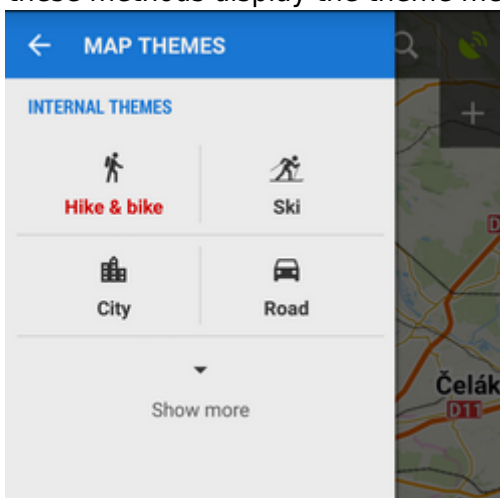 MAP THEMES
INTERNAL THEMES
Hike & bike
Ski
City
Road
Show more
Čelák
D11